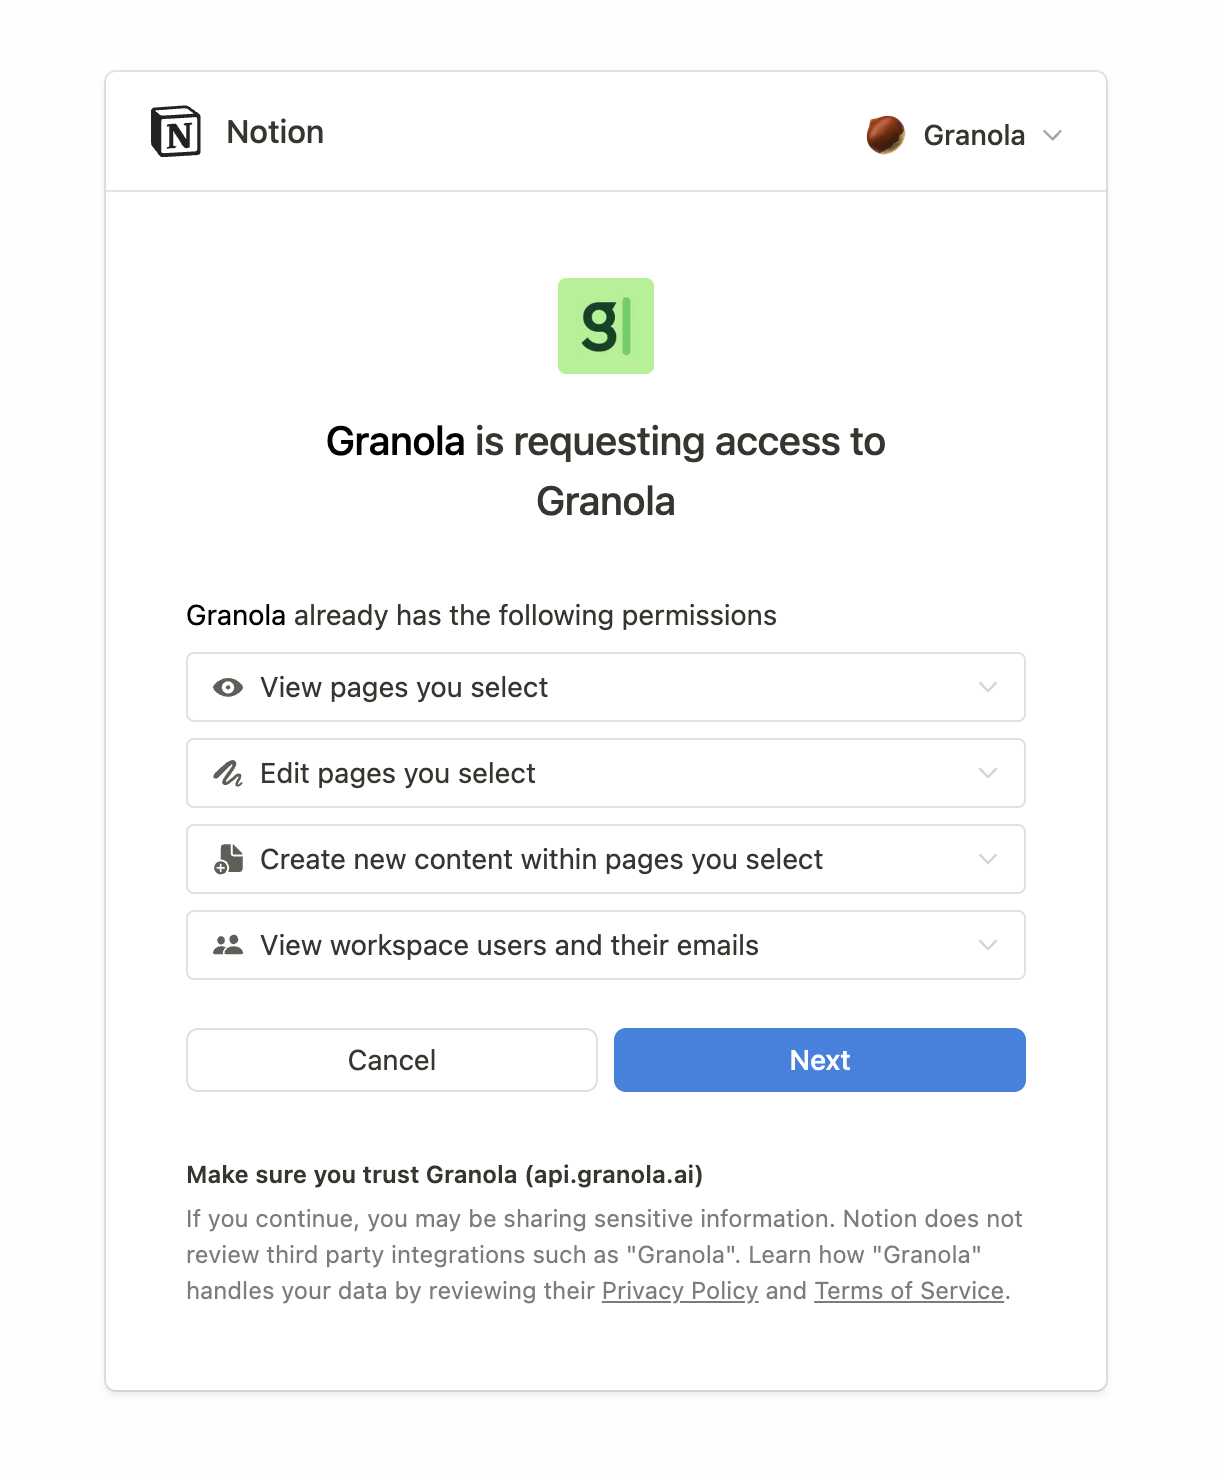 Notion
Granola
g
Granola is requesting access to
Granola
Granola already has the following permissions
View pages you select
Edit pages you select
Create new content within pages you select
View workspace users and their emails
Cancel
Next
Make sure you trust Granola (api.granola.ai)
If you continue, you may be sharing sensitive information. Notion does not
review third party integrations such as "Granola". Learn how "Granola"
handles your data by reviewing their Privacy Policy and Terms of Service.